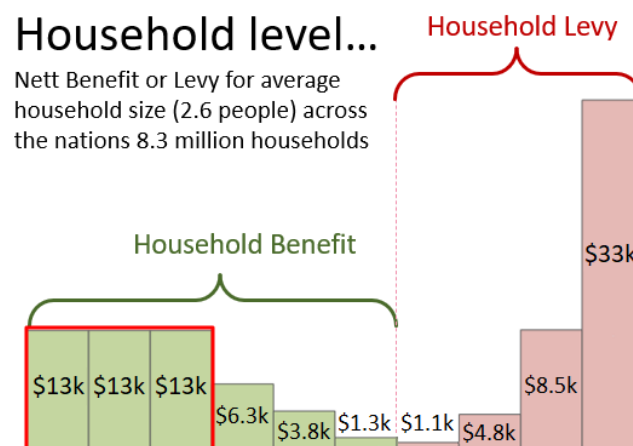 Household level...
Household Levy
Nett Benefit or Levy for average
household size (2.6 people) across
the nations 8.3 million households
Household Benefit
$33k
$13k $13k $13k $6.3k $3.8k $1.3k $1.1k $4.8k $8.5k